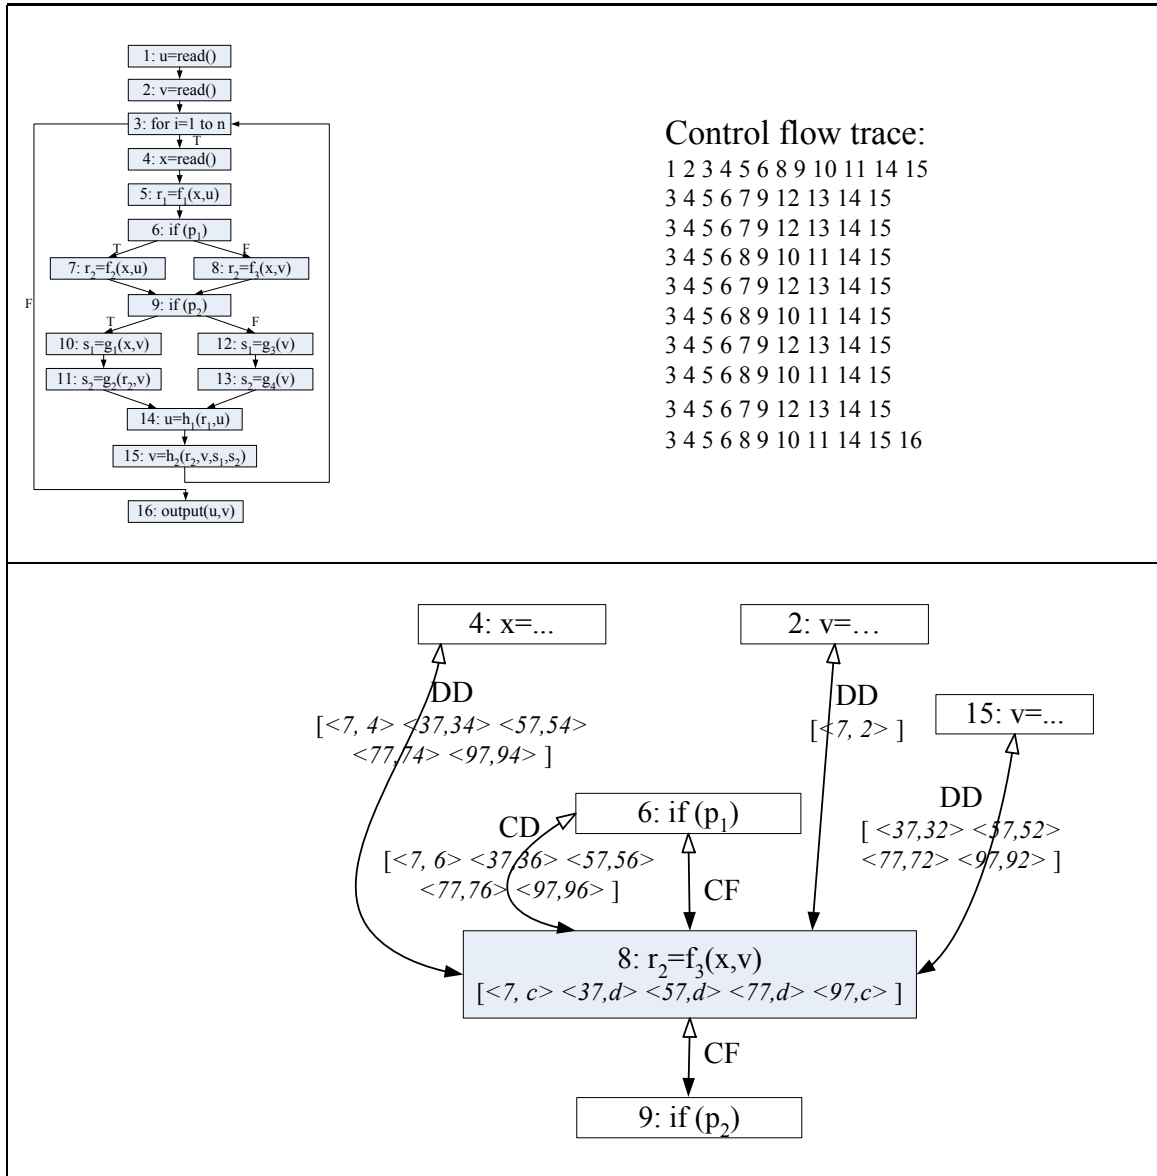 1: u=read()
2: v=read()
3: for i=1 to n
T
4: x=read()
5: r1=f1(x,u)
6: if (p1)
T F
7: r2=f2(x,u) 8: r2=f3(x,v)
F
9: if (p2)
T F
10: s1=g1(x,v) 12: s1=g3(v)
11: s2=g2(r2,v) 13: s2=g4(v)
14: u=h1(r1,u)
15: v=h2(r2,v,s1,s2)
16: output(u,v)
Control flow trace:
1 2 3 4 5 6 8 9 10 11 14 15
3 4 5 6 7 9 12 13 14 15
3 4 5 6 7 9 12 13 14 15
3 4 5 6 8 9 10 11 14 15
3 4 5 6 7 9 12 13 14 15
3 4 5 6 8 9 10 11 14 15
3 4 5 6 7 9 12 13 14 15
3 4 5 6 8 9 10 11 14 15
3 4 5 6 7 9 12 13 14 15
3 4 5 6 8 9 10 11 14 15 16
4: x=...
2: v=…
DD
[<7, 4> <37,34> <57,54>
<77,74> <97,94> ]
DD
[<7, 2> ]
15: v=...
DD
[ <37,32> <57,52>
<77,72> <97,92> ]
6: if (p1)
CD
[<7, 6> <37,36> <57,56>
<77,76> <97,96> ]
CF
8: r2=f3(x,v)
[<7, c> <37,d> <57,d> <77,d> <97,c> ]
CF
9: if (p2)